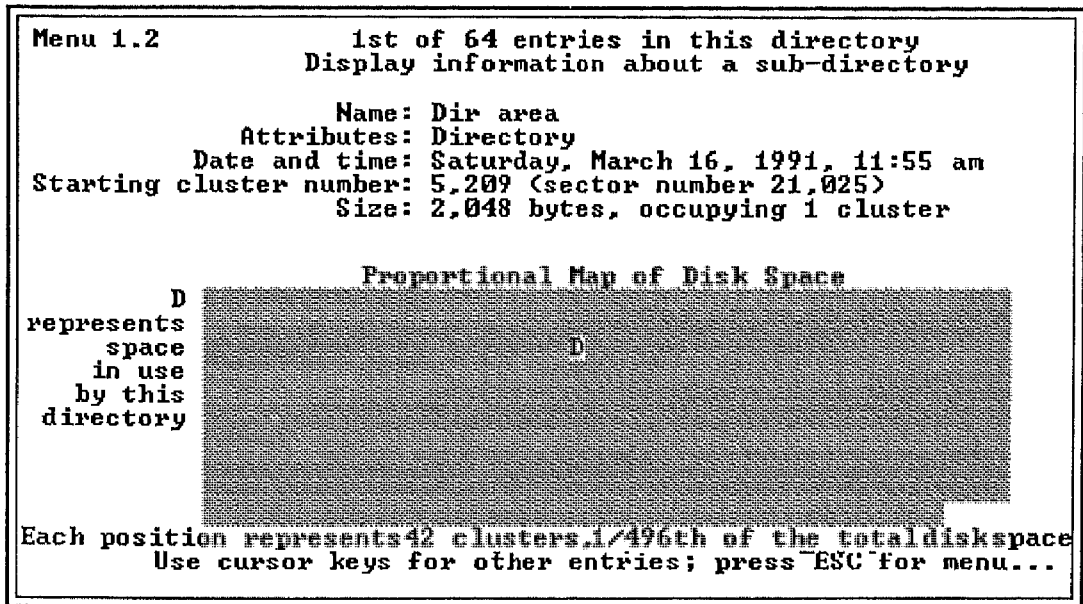 Menu 1.2 1st of 64 entries in this directory
Display information about a sub-directory
Name: Dir area
Attributes: Directory
Date and time: Saturday, March 16, 1991, 11:55 am
Starting cluster number: 5,209 (sector number 21,025)
Size: 2,048 bytes, occupying 1 cluster
Proportional Map of Disk Space
D
represents
space D
in use
by this
directory
Each position represents42 clusters,1/496th of the totaldiskspace
Use cursor keys for other entries; press ESC for menu...